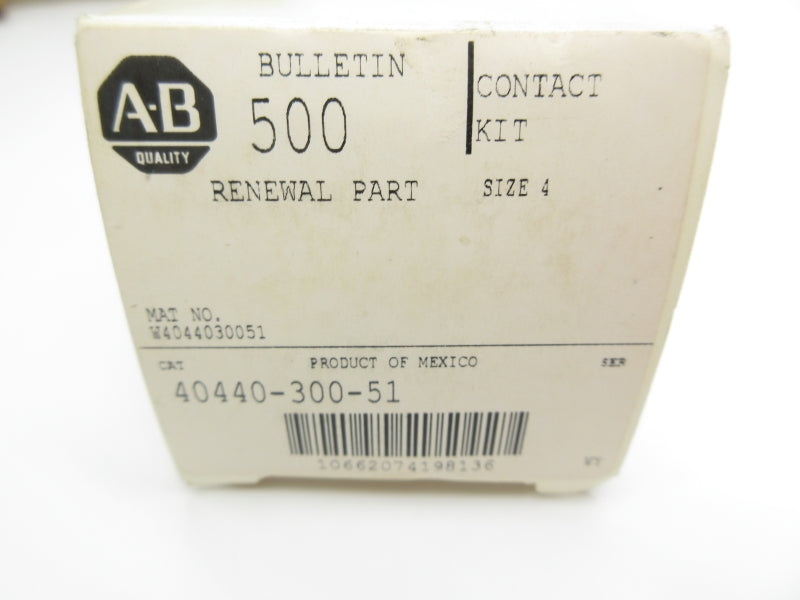 A-B
QUALITY
BULLETIN
500
RENEWAL PART
CONTACT
KIT
SIZE 4
MAT NO.
W4044030051
CAT
PRODUCT OF MEXICO
SER
40440-300-51
10662074198136